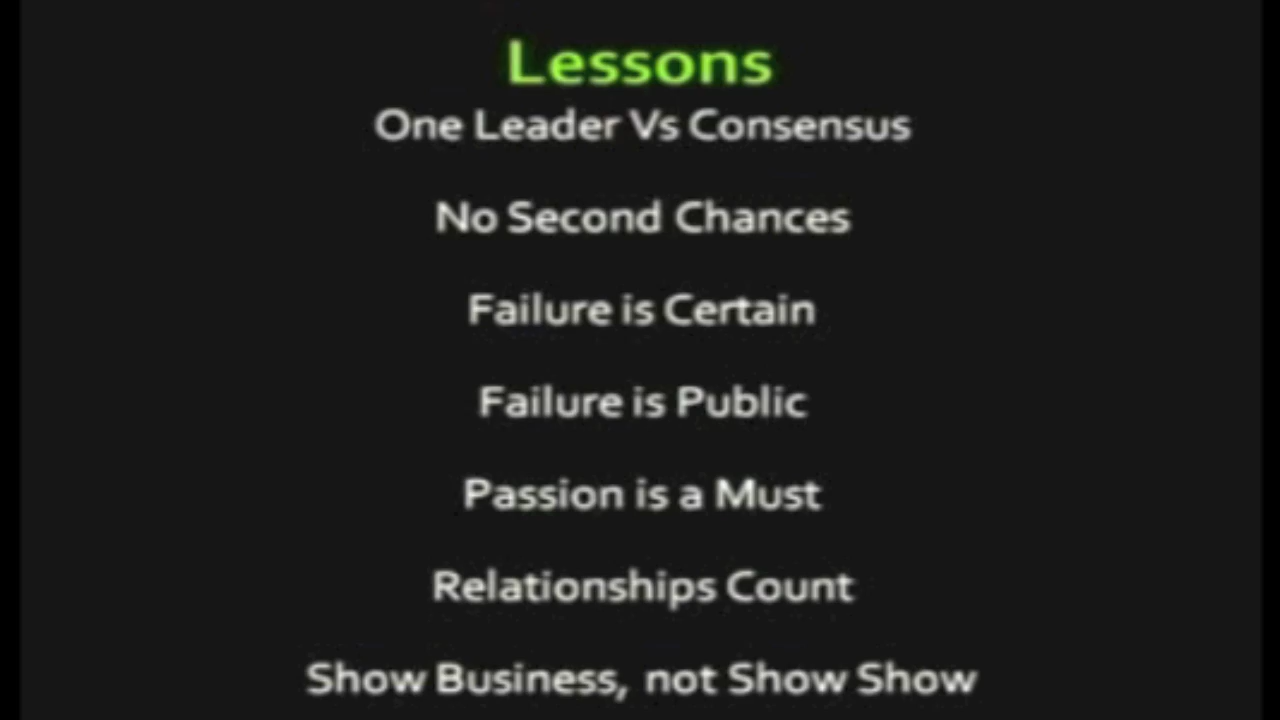 Lessons
One Leader Vs Consensus
No Second Chances
Failure is Certain
Failure is Public
Passion is a Must
Relationships Count
Show Business, not Show Show